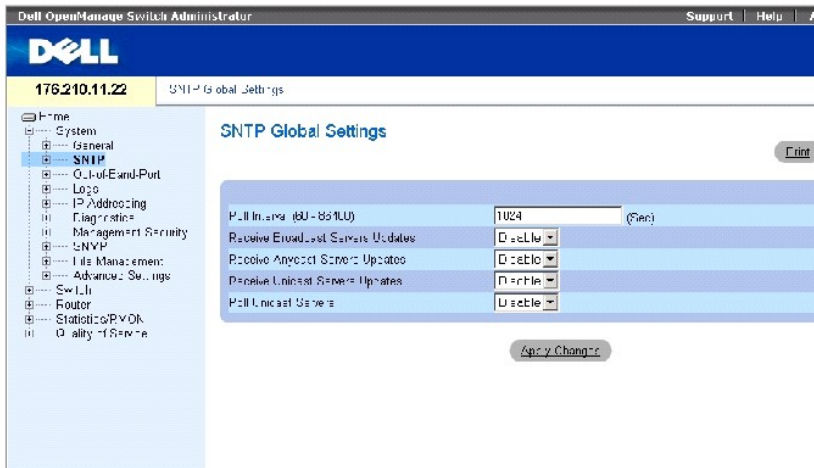 Dell OpenManage Switch Administrator
Support | Help |
DELL
176.210.11.22
SNTP Global Settings
Home
System
General
SNTP
Out-of-Band-Port
Logs
IP Addressing
Diagnostics
Management Security
SNMP
File Management
Advanced Settings
Switch
Router
Statistics/RMON
Quality of Service
SNTP Global Settings
Print
Poll Interval (60 - 86400) 1024 (Sec)
Receive Broadcast Servers Updates Disable
Receive Anycast Servers Updates Disable
Receive Unicast Servers Updates Disable
Poll Unicast Servers Disable
Apply Changes